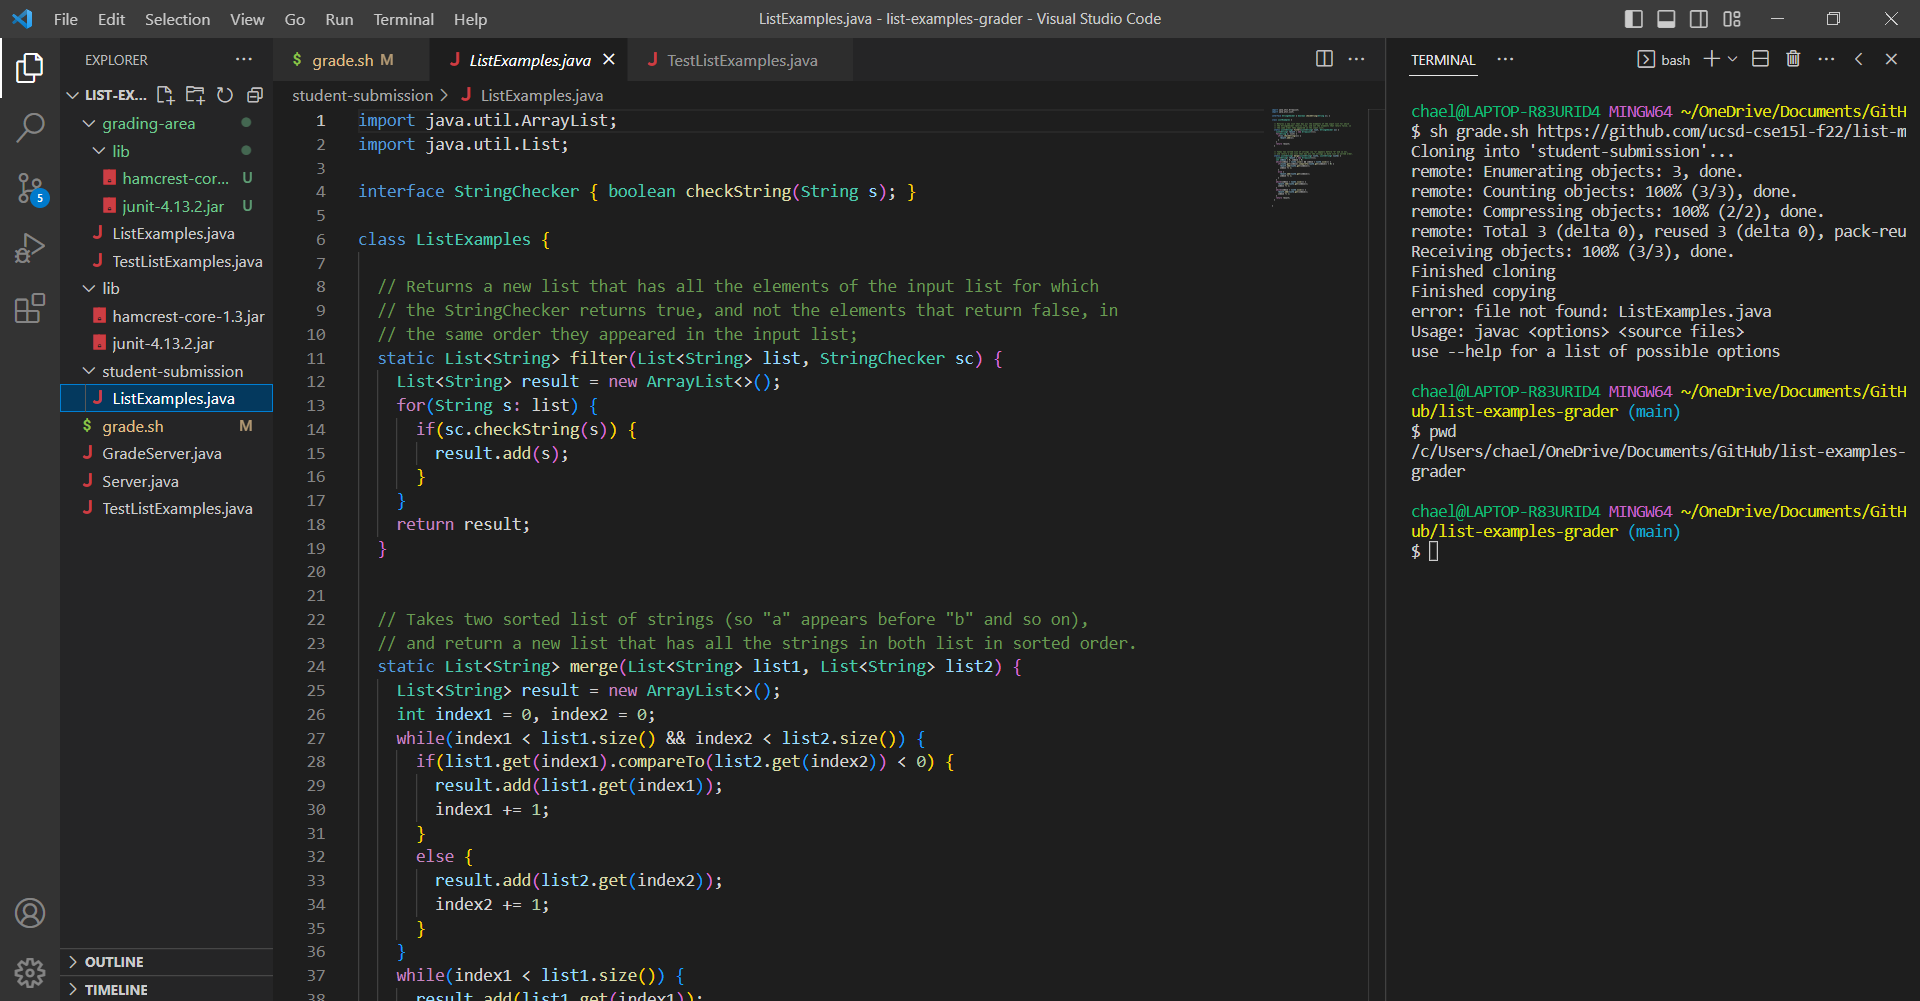 File Edit Selection View Go Run Terminal Help
ListExamples.java - list-examples-grader - Visual Studio Code
EXPLORER
LIST-EX...
grading-area
lib
hamcrest-cor... U
junit-4.13.2.jar U
ListExamples.java
TestListExamples.java
lib
hamcrest-core-1.3.jar
junit-4.13.2.jar
student-submission
ListExamples.java
grade.sh M
GradeServer.java
Server.java
TestListExamples.java
5
OUTLINE
TIMELINE
grade.sh M
ListExamples.java
TestListExamples.java
student-submission > ListExamples.java
1 import java.util.ArrayList;
2 import java.util.List;
3
4 interface StringChecker { boolean checkString(String s); }
5
6 class ListExamples {
7
8 // Returns a new list that has all the elements of the input list for which
9 // the StringChecker returns true, and not the elements that return false, in
10 // the same order they appeared in the input list;
11 static List<String> filter(List<String> list, StringChecker sc) {
12 List<String> result = new ArrayList<>();
13 for(String s: list) {
14 if(sc.checkString(s)) {
15 result.add(s);
16 }
17 }
18 return result;
19 }
20
21
22 // Takes two sorted list of strings (so "a" appears before "b" and so on),
23 // and return a new list that has all the strings in both list in sorted order.
24 static List<String> merge(List<String> list1, List<String> list2) {
25 List<String> result = new ArrayList<>();
26 int index1 = 0, index2 = 0;
27 while(index1 < list1.size() && index2 < list2.size()) {
28 if(list1.get(index1).compareTo(list2.get(index2)) < 0) {
29 result.add(list1.get(index1));
30 index1 += 1;
31 }
32 else {
33 result.add(list2.get(index2));
34 index2 += 1;
35 }
36 }
37 while(index1 < list1.size()) {
38 result.add(list1.get(index1));
TERMINAL
bash
chael@LAPTOP-R83URID4 MINGW64 ~/OneDrive/Documents/GitH
$ sh grade.sh https://github.com/ucsd-cse15l-f22/list-m
Cloning into 'student-submission'...
remote: Enumerating objects: 3, done.
remote: Counting objects: 100% (3/3), done.
remote: Compressing objects: 100% (2/2), done.
remote: Total 3 (delta 0), reused 3 (delta 0), pack-reu
Receiving objects: 100% (3/3), done.
Finished cloning
Finished copying
error: file not found: ListExamples.java
Usage: javac <options> <source files>
use --help for a list of possible options
chael@LAPTOP-R83URID4 MINGW64 ~/OneDrive/Documents/GitH
ub/list-examples-grader (main)
$ pwd
/c/Users/chael/OneDrive/Documents/GitHub/list-examples-
grader
chael@LAPTOP-R83URID4 MINGW64 ~/OneDrive/Documents/GitH
ub/list-examples-grader (main)
$